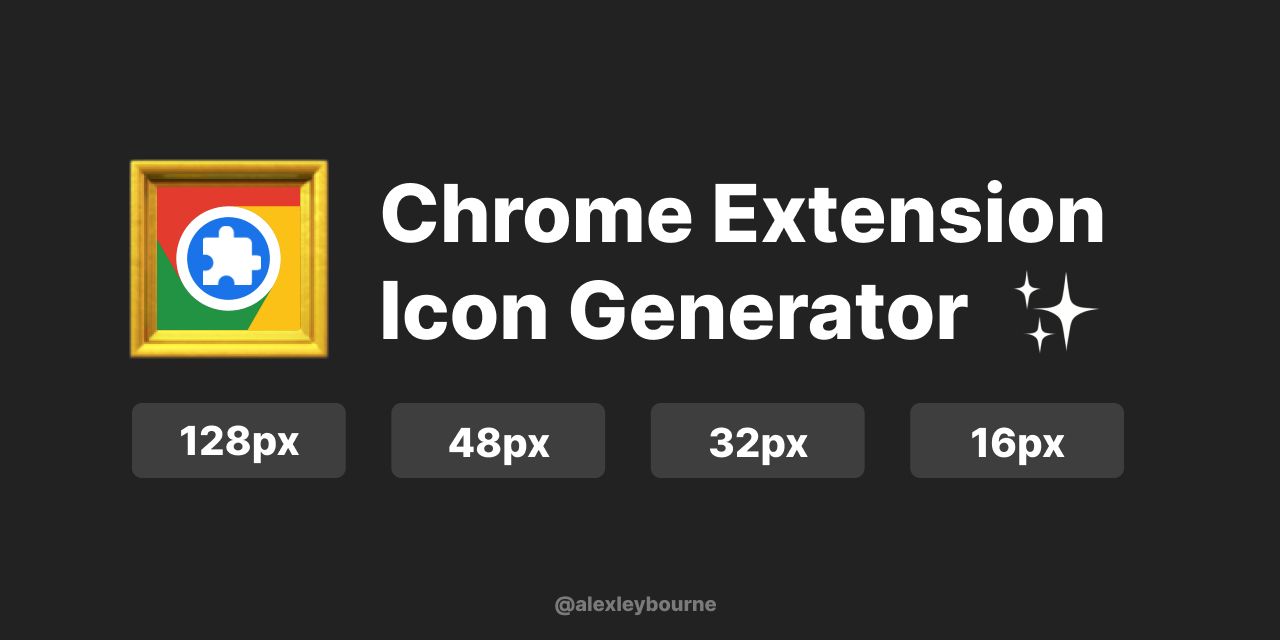 Chrome Extension
Icon Generator
128px
48px
32px
16px
@alexleybourne